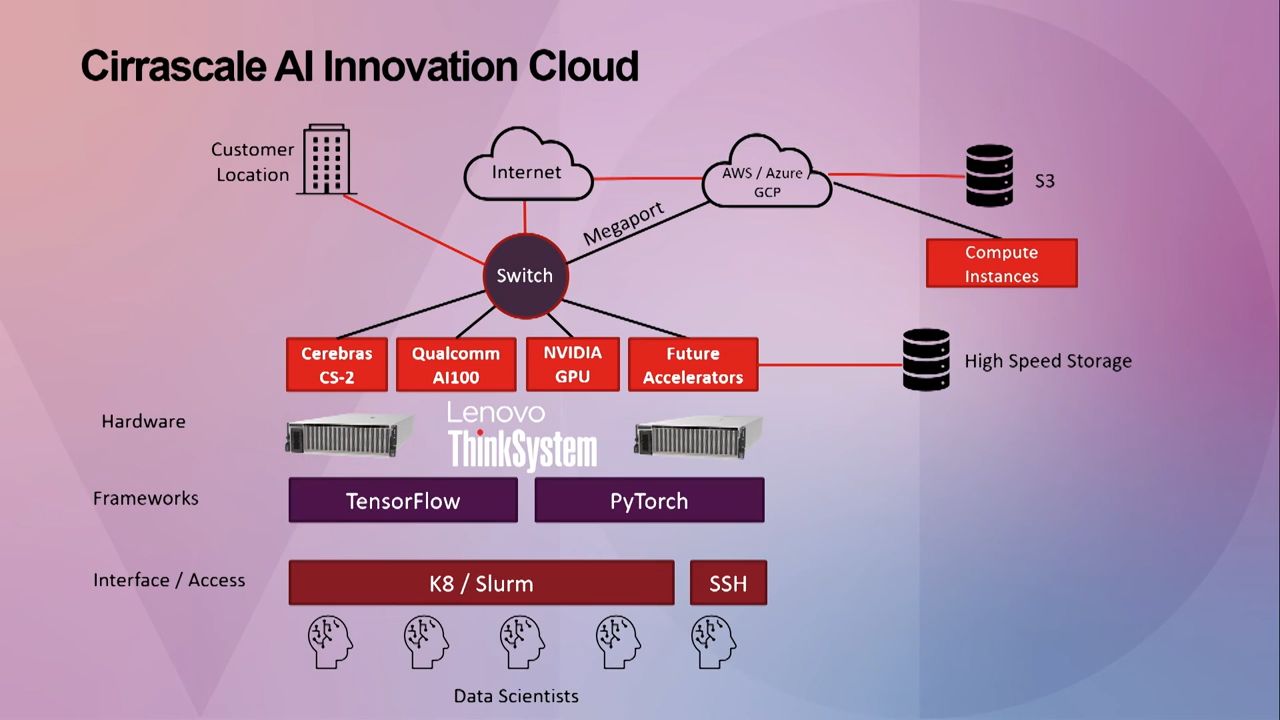 Cirrascale AI Innovation Cloud
Customer
Location
Internet
AWS / Azure /
GCP
S3
Megaport
Switch
Compute
Instances
Cerebras
CS-2
Qualcomm
AI100
NVIDIA
GPU
Future
Accelerators
High Speed Storage
Hardware
Lenovo
ThinkSystem
Frameworks
TensorFlow
PyTorch
Interface / Access
K8 / Slurm
SSH
Data Scientists